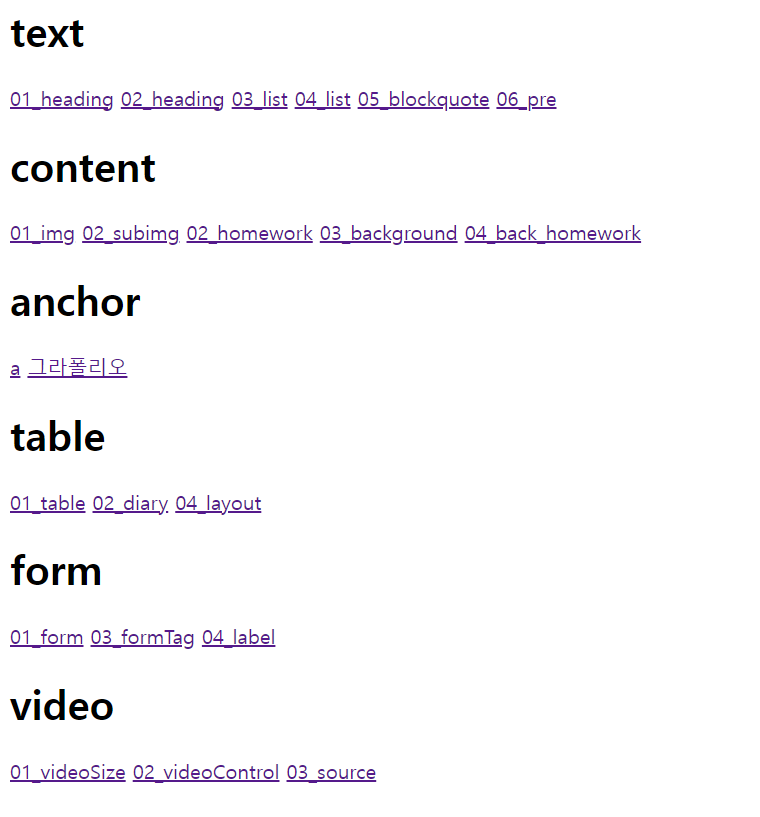 text
01_heading 02_heading 03_list 04_list 05_blockquote 06_pre
content
01_img 02_subimg 02_homework 03_background 04_back_homework
anchor
a 그라폴리오
table
01_table 02_diary 04_layout
form
01_form 03_formTag 04_label
video
01_videoSize 02_videoControl 03_source